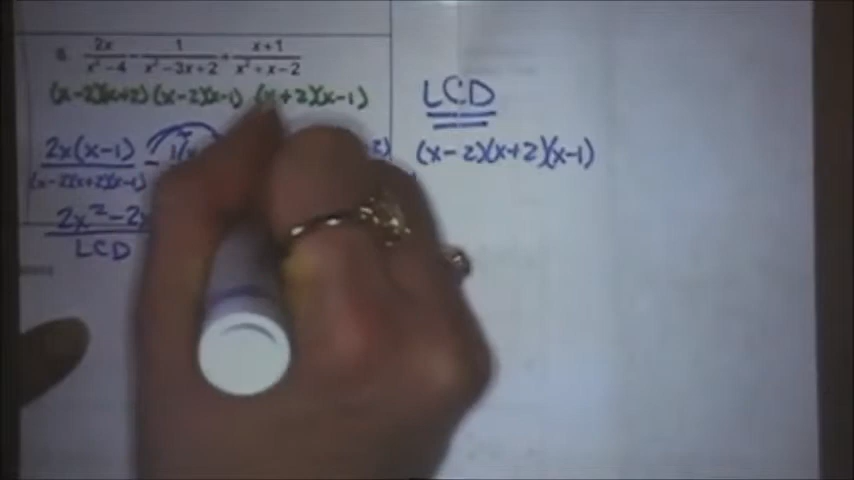 2x/x²-4 - 1/x²-3x+2 + x+1/x²+x-2
(x-2)(x+2) (x-2)(x-1) (x+2)(x-1)
LCD
2x(x-1)/(x-2)(x+2)(x-1) -
(x-2)(x+2)(x-1)
2x²-2x/LCD